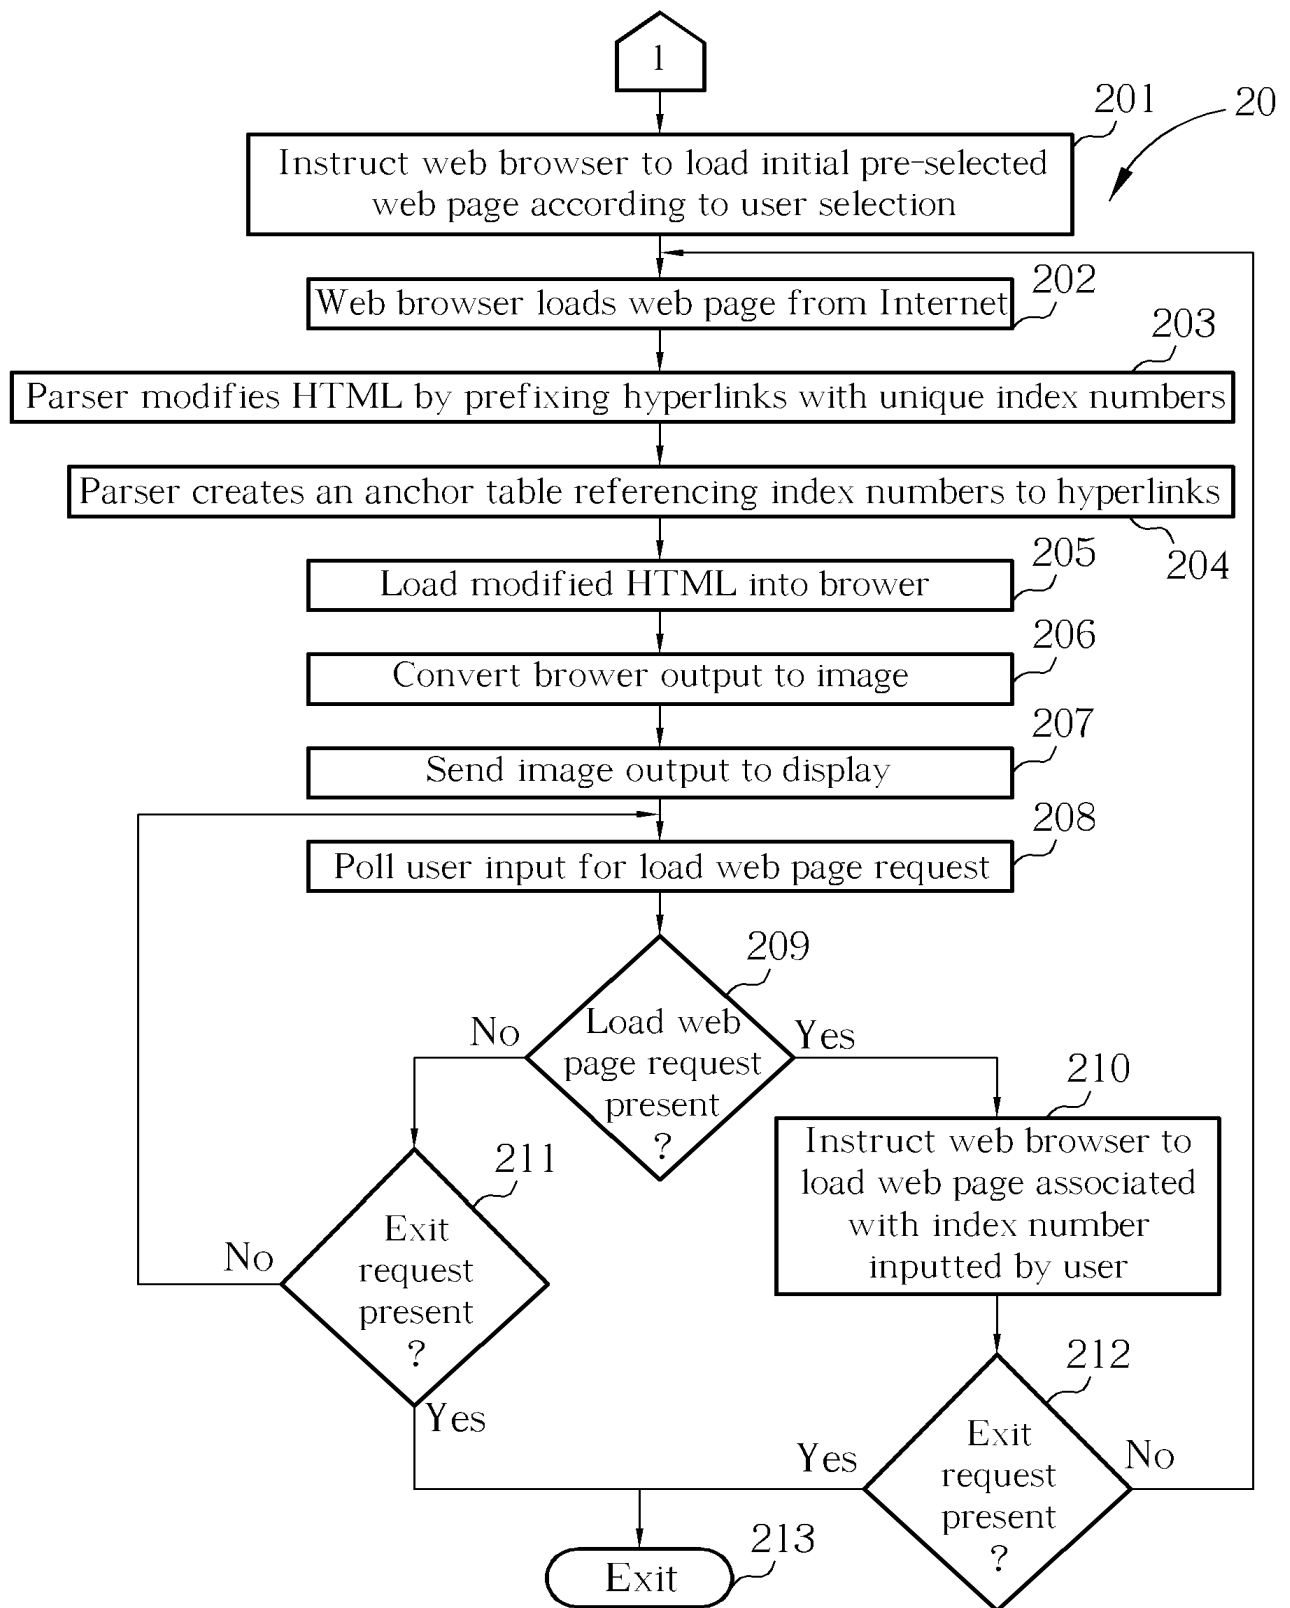 1
201
20
Instruct web browser to load initial pre-selected
web page according to user selection
202
Web browser loads web page from Internet
203
Parser modifies HTML by prefixing hyperlinks with unique index numbers
Parser creates an anchor table referencing index numbers to hyperlinks
204
205
Load modified HTML into brower
206
Convert brower output to image
207
Send image output to display
208
Poll user input for load web page request
209
No
Yes
Load web
page request
present
?
210
Instruct web browser to
load web page associated
with index number
inputted by user
211
No
Exit
request
present
?
Yes
212
Yes
No
Exit
request
present
?
213
Exit